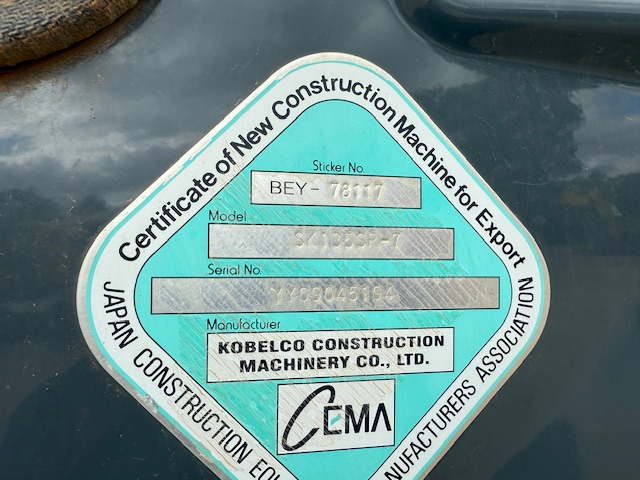 Certificate of New Construction Machine for Export
Sticker No.
BEY- 78117
Model
Serial No.
Manufacturer
KOBELCO CONSTRUCTION
MACHINERY CO., LTD.
CEMA
JAPAN CONSTRUCTION
ASSOCIATION